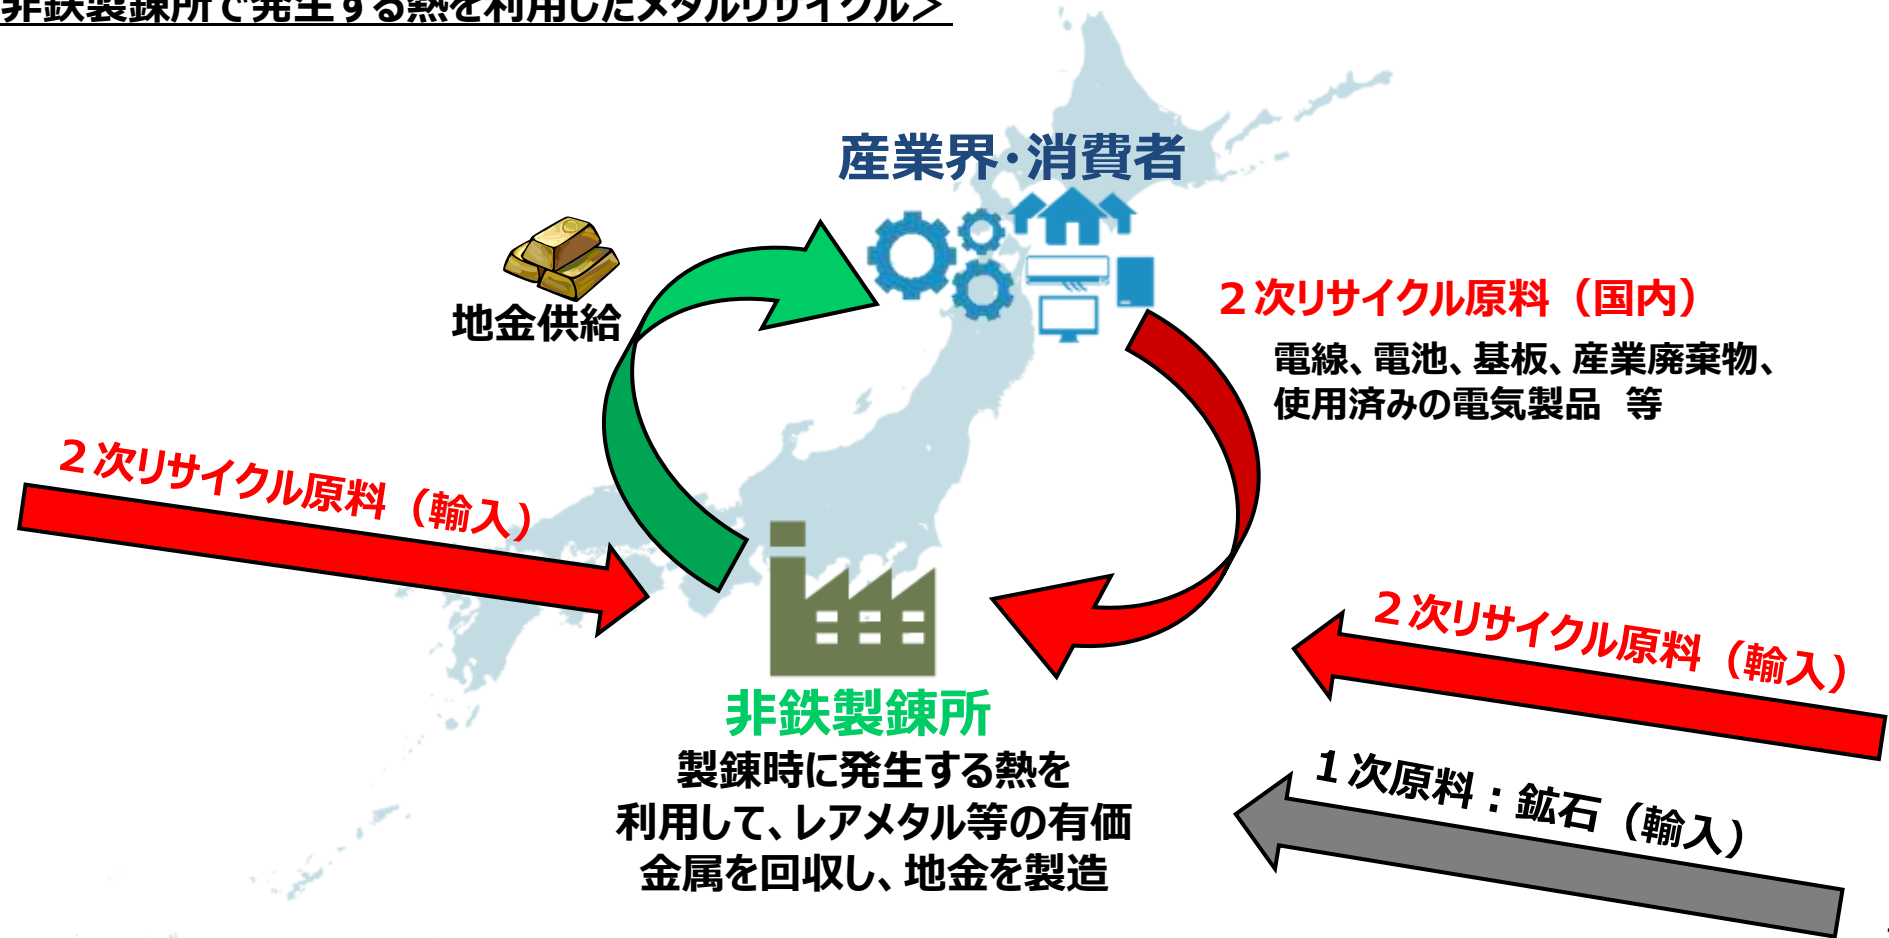 非鉄製錬所で発生する熱を利用したメタルリサイクル＞
産業界・消費者
地金供給
２次リサイクル原料（国内）
電線、電池、基板、産業廃棄物、
使用済みの電気製品　等
２次リサイクル原料（輸入）
非鉄製錬所
製錬時に発生する熱を
利用して、レアメタル等の有価
金属を回収し、地金を製造
２次リサイクル原料（輸入）
１次原料：鉱石（輸入）